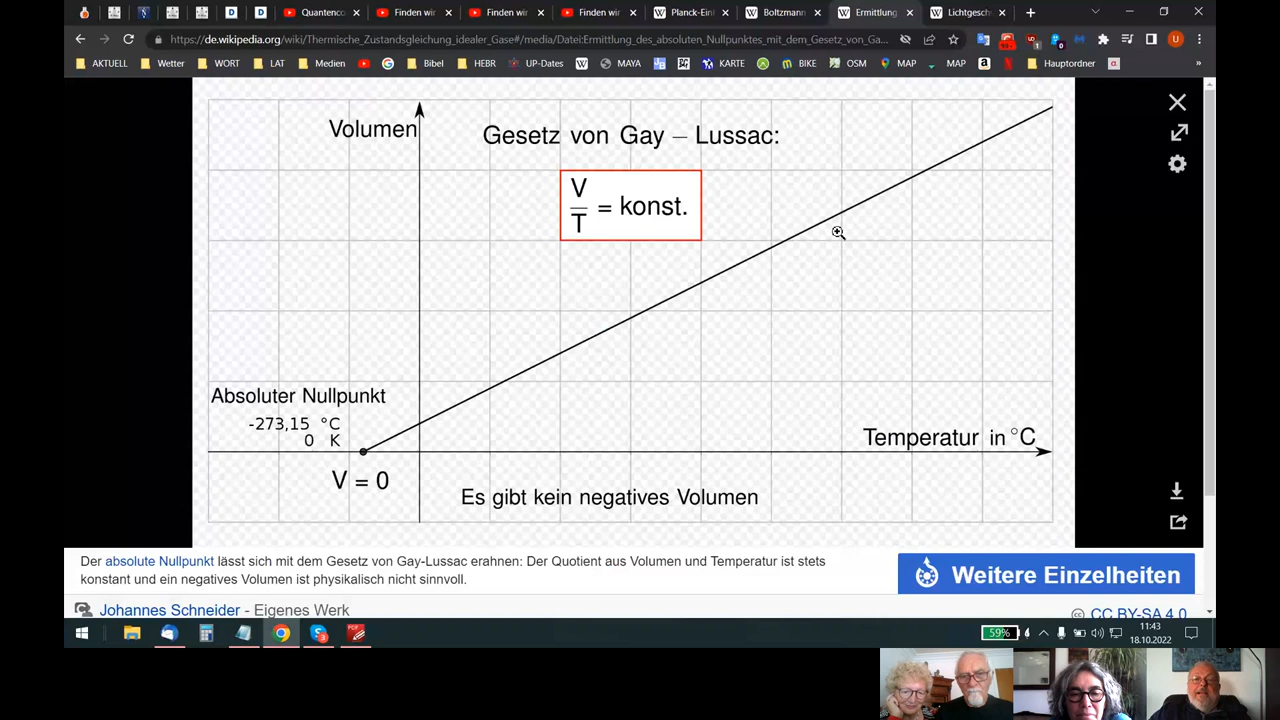 D
D
Quantenco
Finden wir
Finden wir
Finden wir
Planck-Ein
Boltzmann
Ermittlung
Lichtgesch
https://de.wikipedia.org/wiki/Thermische_Zustandsgleichung_idealer_Gase#/media/Datei:Ermittlung_des_absoluten_Nullpunktes_mit_dem_Gesetz_von_Ga...
U
AKTUELL
Wetter
WORT
LAT
Medien
Bibel
HEBR
UP-Dates
MAYA
KARTE
BIKE
OSM
MAP
MAP
Hauptordner
»
Volumen
Gesetz von Gay – Lussac:
V
T
= konst.
Absoluter Nullpunkt
-273,15 °C
0 K
Temperatur in °C
V = 0
Es gibt kein negatives Volumen
Der absolute Nullpunkt lässt sich mit dem Gesetz von Gay-Lussac erahnen: Der Quotient aus Volumen und Temperatur ist stets
konstant und ein negatives Volumen ist physikalisch nicht sinnvoll.
Weitere Einzelheiten
Johannes Schneider - Eigenes Werk
CC BY-SA 4.0
59%
11:43
18.10.2022